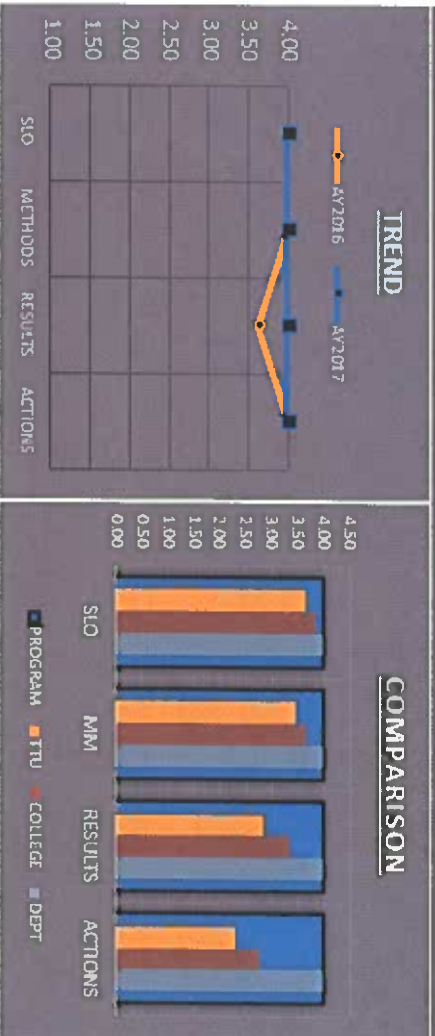 TREND
AY2016 AY2017
4.00
3.50
3.00
2.50
2.00
1.50
1.00
SLO METHODS RESULTS ACTIONS
COMPARISON
4.50
4.00
3.50
3.00
2.50
2.00
1.50
1.00
0.50
0.00
SLO MM RESULTS ACTIONS
PROGRAM TTU COLLEGE DEPT